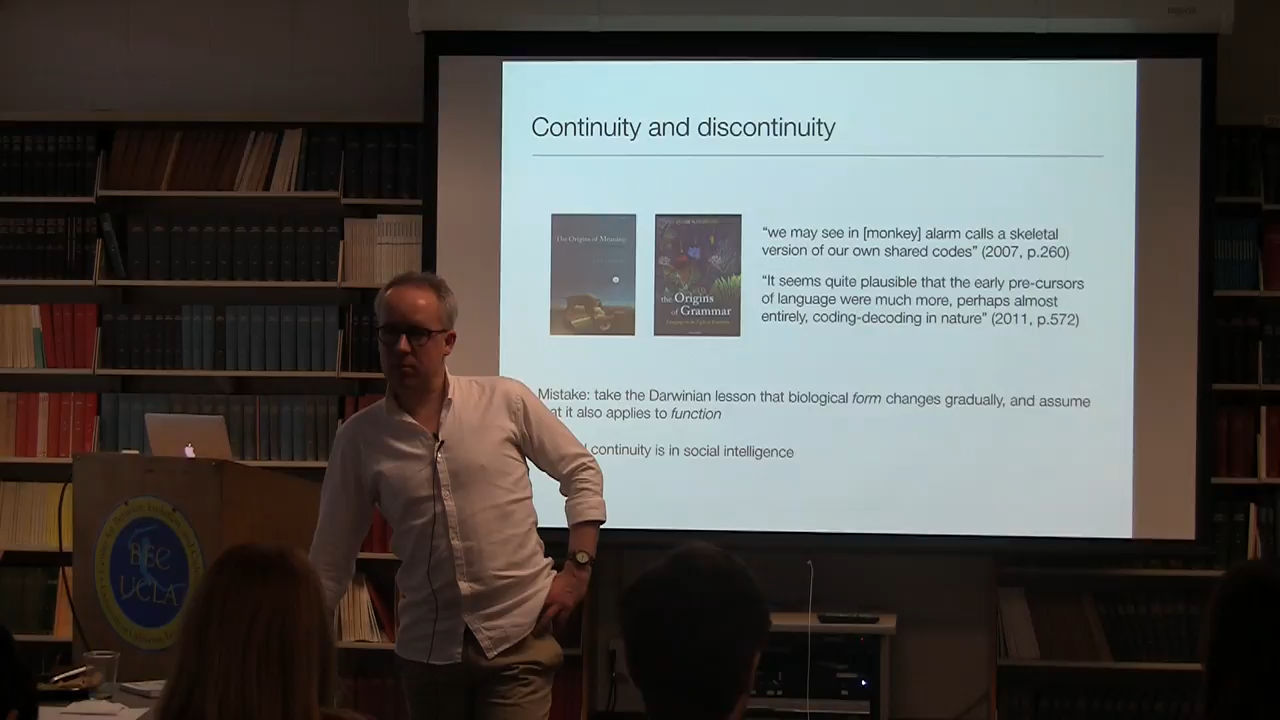 Continuity and discontinuity
The Origins of Meaning
the Origins
of Grammar
“we may see in [monkey] alarm calls a skeletal
version of our own shared codes” (2007, p.260)
“It seems quite plausible that the early pre-cursors
of language were much more, perhaps almost
entirely, coding-decoding in nature” (2011, p.572)
Mistake: take the Darwinian lesson that biological form changes gradually, and assume
it also applies to function
continuity is in social intelligence
BEC
UCLA